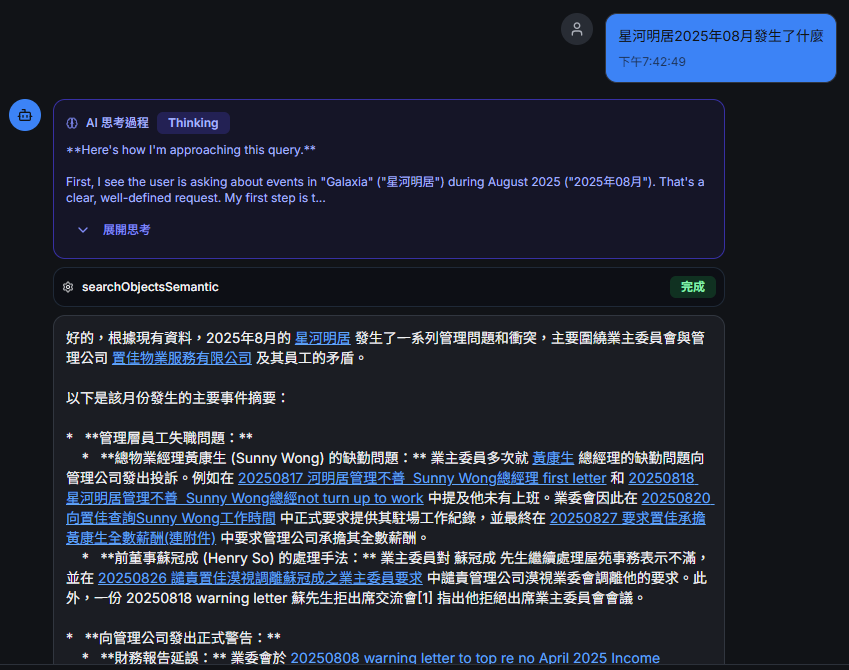 星河明居2025年08月發生了什麼
下午7:42:49
AI 思考過程 Thinking
**Here's how I'm approaching this query.**
First, I see the user is asking about events in "Galaxia" ("星河明居") during August 2025 ("2025年08月"). That's a
clear, well-defined request. My first step is t...
展開思考
searchObjectsSemantic 完成
好的，根據現有資料，2025年8月的 星河明居 發生了一系列管理問題和衝突，主要圍繞業主委員會與管
理公司 置佳物業服務有限公司 及其員工的矛盾。
以下是該月份發生的主要事件摘要：
* **管理層員工失職問題：**
* **總物業經理黃康生 (Sunny Wong) 的缺勤問題：** 業主委員多次就 黃康生 總經理的缺勤問題向
管理公司發出投訴。例如在 20250817 河明居管理不善_Sunny Wong總經理 first letter 和 20250818
星河明居管理不善_Sunny Wong總經not turn up to work 中提及他未有上班。業委會因此在 20250820
向置佳查詢Sunny Wong工作時間 中正式要求提供其駐場工作紀錄，並最終在 20250827 要求置佳承擔
黃康生全數薪酬(連附件) 中要求管理公司承擔其全數薪酬。
* **前董事蘇冠成 (Henry So) 的處理手法：** 業主委員對 蘇冠成 先生繼續處理屋苑事務表示不滿，
並在 20250826 譴責置佳漠視調離蘇冠成之業主委員要求 中譴責管理公司漠視業委會調離他的要求。此
外，一份 20250818 warning letter 蘇先生拒出席交流會[1] 指出他拒絕出席業主委員會會議。
* **向管理公司發出正式警告：**
* **財務報告延誤：** 業委會於 20250808 warning letter to top re no April 2025 Income